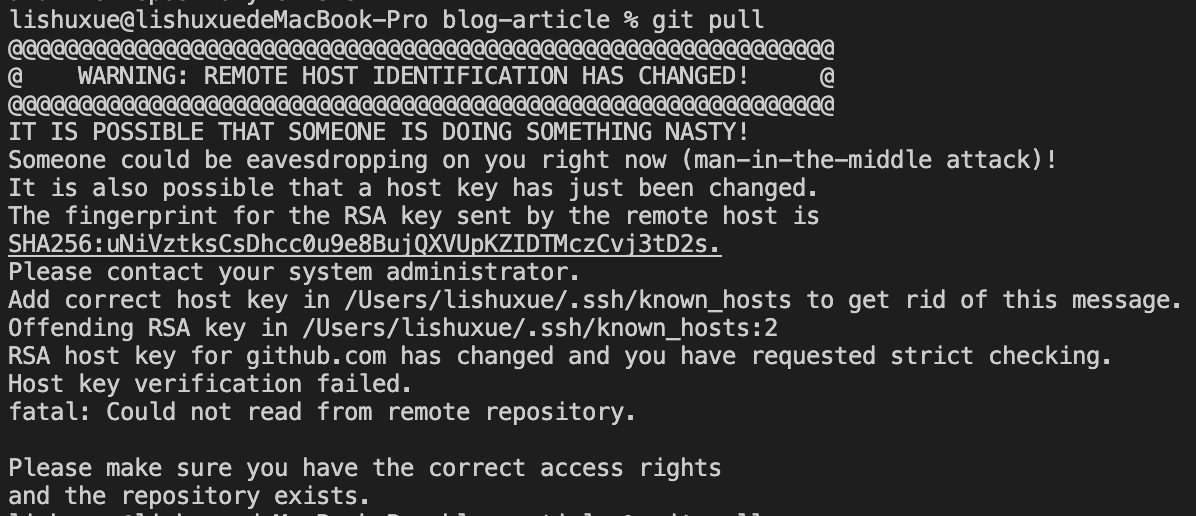 lishuxue@lishuxuedeMacBook-Pro blog-article % git pull
@@@@@@@@@@@@@@@@@@@@@@@@@@@@@@@@@@@@@@@@@@@@@@@@@@@@@@@@@@@
@    WARNING: REMOTE HOST IDENTIFICATION HAS CHANGED!     @
@@@@@@@@@@@@@@@@@@@@@@@@@@@@@@@@@@@@@@@@@@@@@@@@@@@@@@@@@@@
IT IS POSSIBLE THAT SOMEONE IS DOING SOMETHING NASTY!
Someone could be eavesdropping on you right now (man-in-the-middle attack)!
It is also possible that a host key has just been changed.
The fingerprint for the RSA key sent by the remote host is
SHA256:uNiVztksCsDhcc0u9e8BujQXVUpKZIDTMczCvj3tD2s.
Please contact your system administrator.
Add correct host key in /Users/lishuxue/.ssh/known_hosts to get rid of this message.
Offending RSA key in /Users/lishuxue/.ssh/known_hosts:2
RSA host key for github.com has changed and you have requested strict checking.
Host key verification failed.
fatal: Could not read from remote repository.
Please make sure you have the correct access rights
and the repository exists.